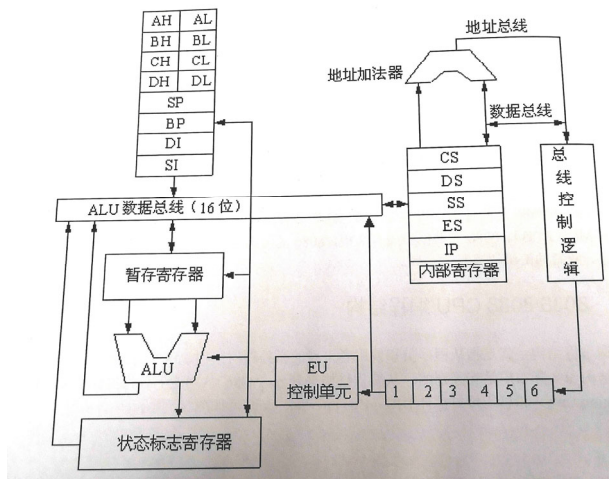 AH AL
BH BL
CH CL
DH DL
SP
BP
DI
SI
地址总线
地址加法器
数据总线
CS
DS
SS
ES
IP
内部寄存器
总线控制逻辑
ALU数据总线（16位）
暂存寄存器
ALU
EU
控制单元
1 2 3 4 5 6
状态标志寄存器